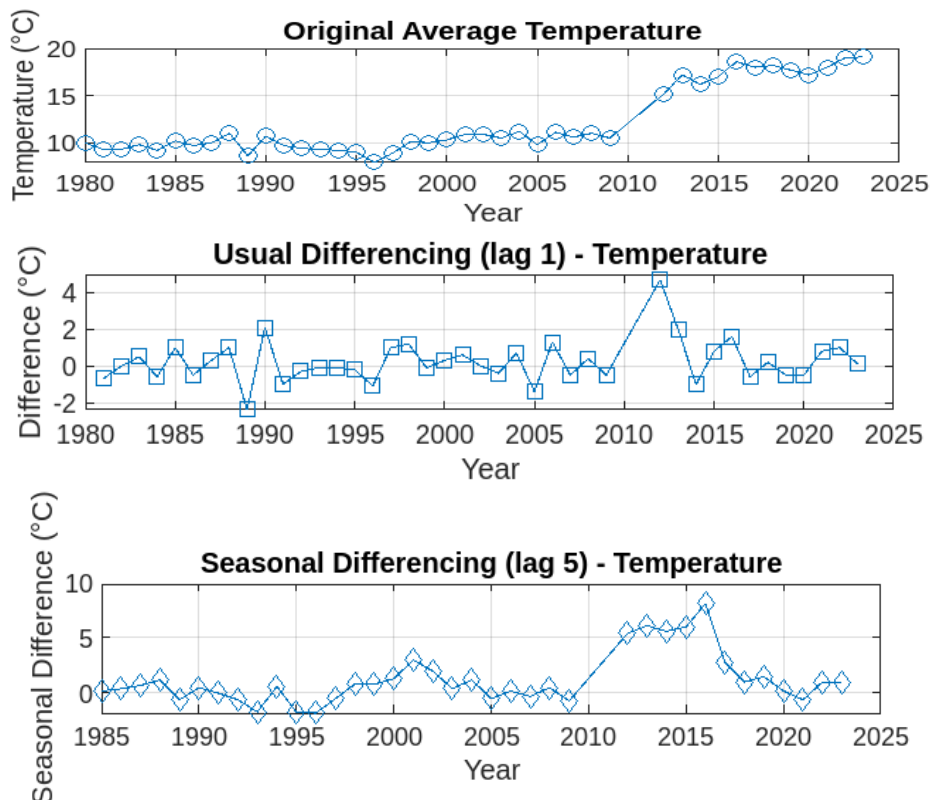 Original Average Temperature
Temperature (°C)
20
15
10
1980 1985 1990 1995 2000 2005 2010 2015 2020 2025
Year
Usual Differencing (lag 1) - Temperature
Difference (°C)
4
2
0
-2
1980 1985 1990 1995 2000 2005 2010 2015 2020 2025
Year
Seasonal Differencing (lag 5) - Temperature
Seasonal Difference (°C)
10
5
0
1985 1990 1995 2000 2005 2010 2015 2020 2025
Year